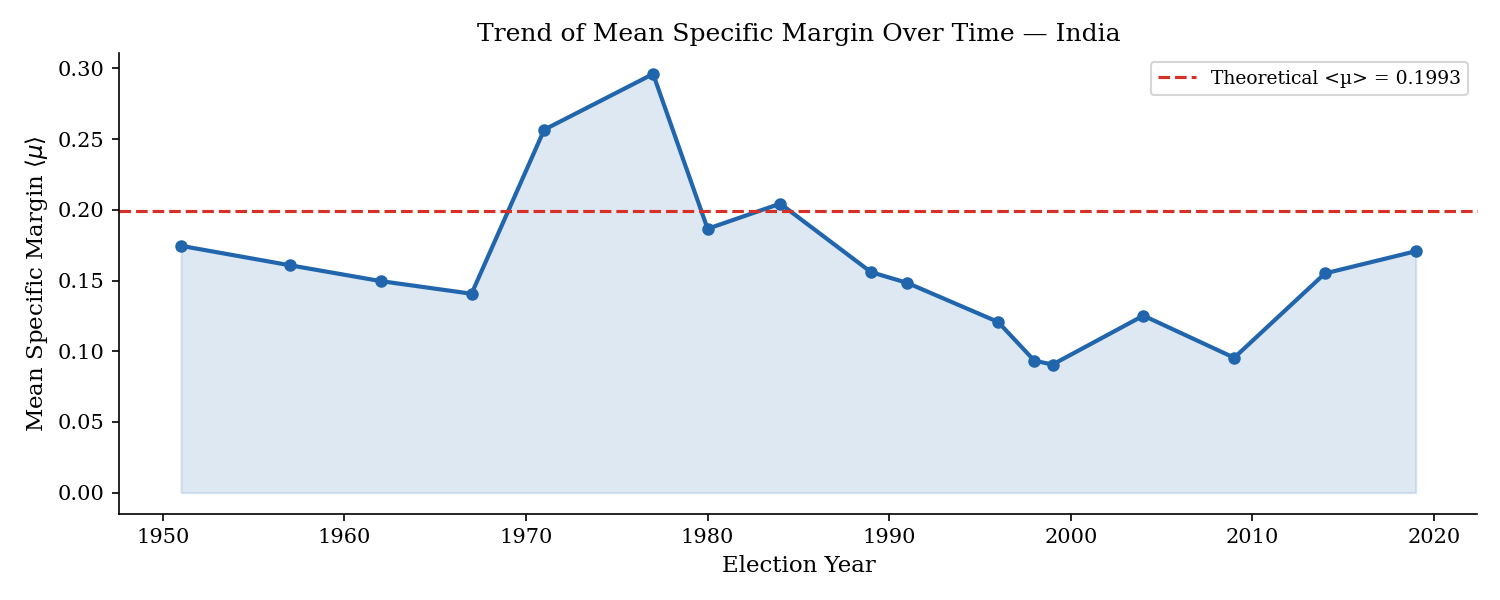 Trend of Mean Specific Margin Over Time — India
Theoretical <µ> = 0.1993
Mean Specific Margin ⟨μ⟩
0.30
0.25
0.20
0.15
0.10
0.05
0.00
1950 1960 1970 1980 1990 2000 2010 2020
Election Year